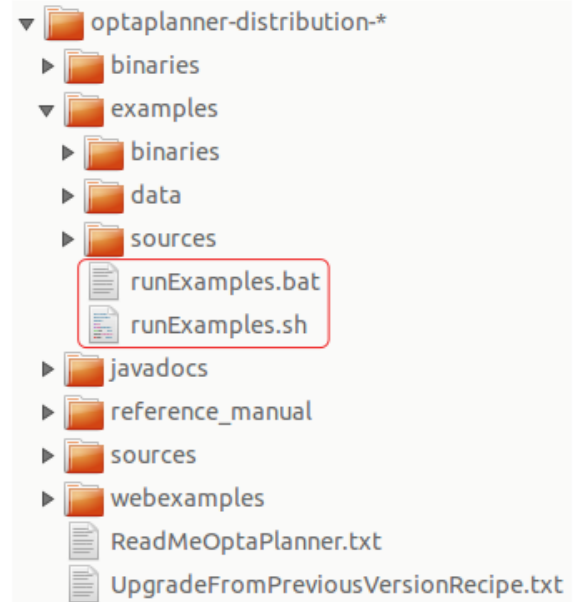 optaplanner-distribution-*
binaries
examples
binaries
data
sources
runExamples.bat
runExamples.sh
javadocs
reference_manual
sources
webexamples
ReadMeOptaPlanner.txt
UpgradeFromPreviousVersionRecipe.txt